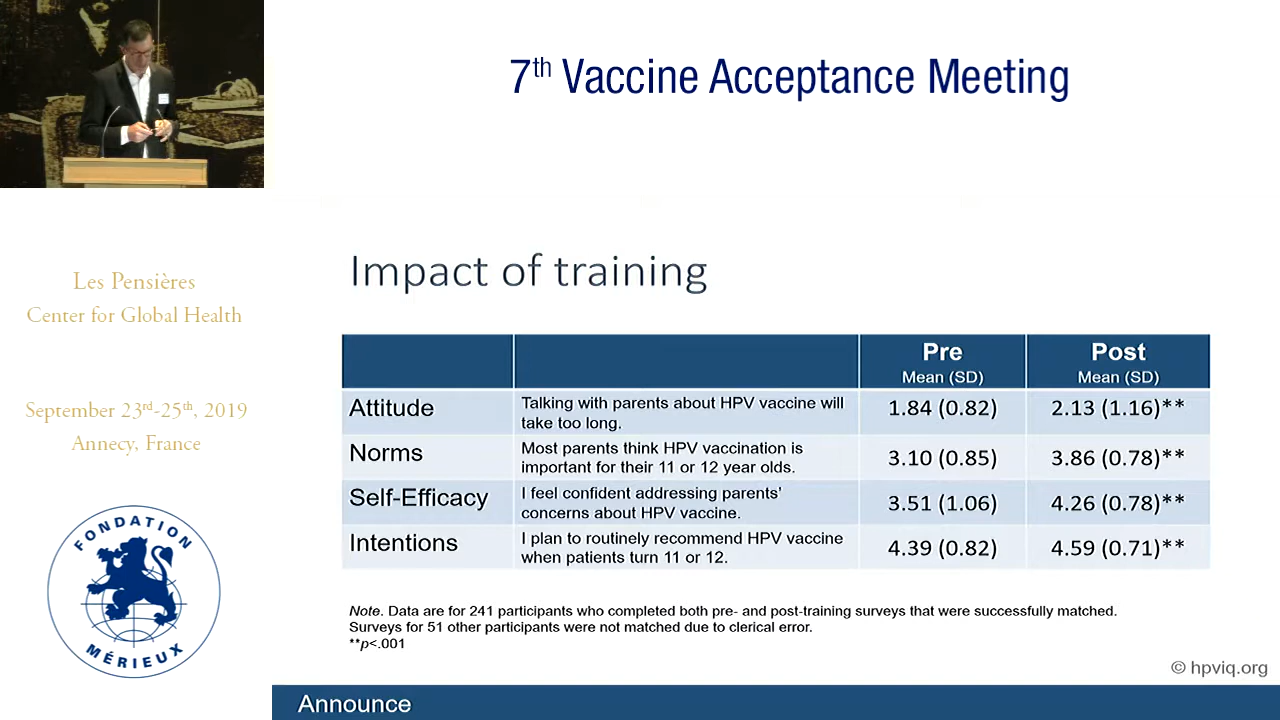 7th Vaccine Acceptance Meeting
Les Pensières
Center for Global Health
September 23rd-25th, 2019
Annecy, France
FONDATION
MÉRIEUX
Impact of training
Pre
Mean (SD)
Post
Mean (SD)
Attitude
Talking with parents about HPV vaccine will
take too long.
1.84 (0.82)
2.13 (1.16)**
Norms
Most parents think HPV vaccination is
important for their 11 or 12 year olds.
3.10 (0.85)
3.86 (0.78)**
Self-Efficacy
I feel confident addressing parents'
concerns about HPV vaccine.
3.51 (1.06)
4.26 (0.78)**
Intentions
I plan to routinely recommend HPV vaccine
when patients turn 11 or 12.
4.39 (0.82)
4.59 (0.71)**
Note. Data are for 241 participants who completed both pre- and post-training surveys that were successfully matched.
Surveys for 51 other participants were not matched due to clerical error.
**p<.001
© hpviq.org
Announce